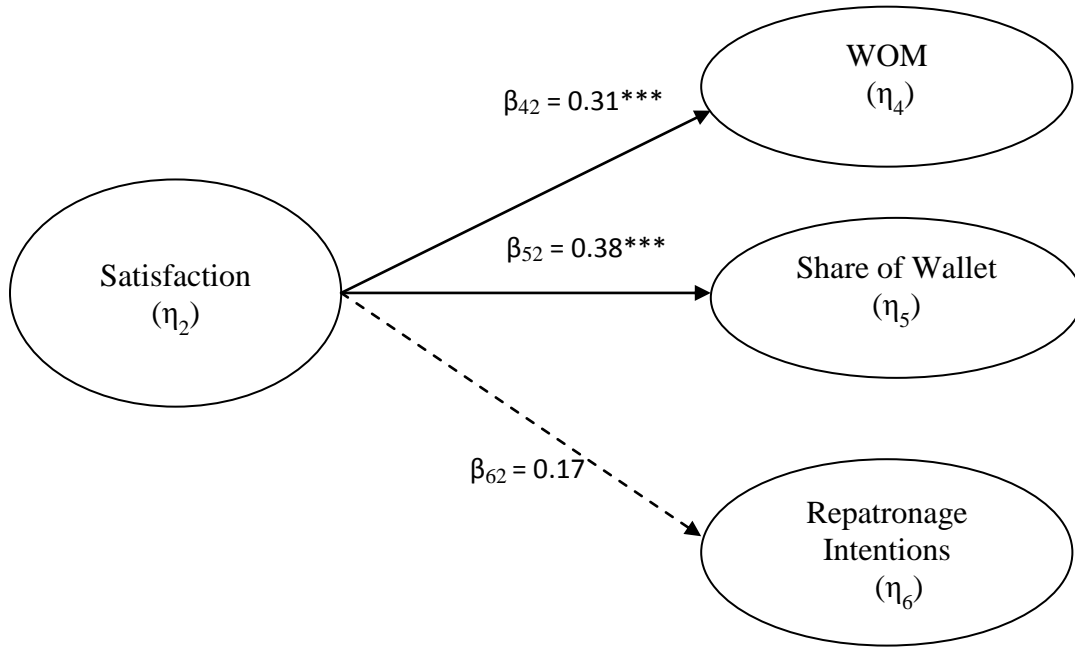 WOM
(η₄)
β₄₂ = 0.31***
Satisfaction
(η₂)
β₅₂ = 0.38***
Share of Wallet
(η₅)
β₆₂ = 0.17
Repatronage
Intentions
(η₆)